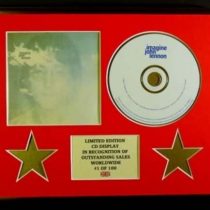 imagine
john
lennon
LIMITED EDITION
CD DISPLAY
IN RECOGNITION OF
OUTSTANDING SALES
WORLDWIDE
#1 OF 100